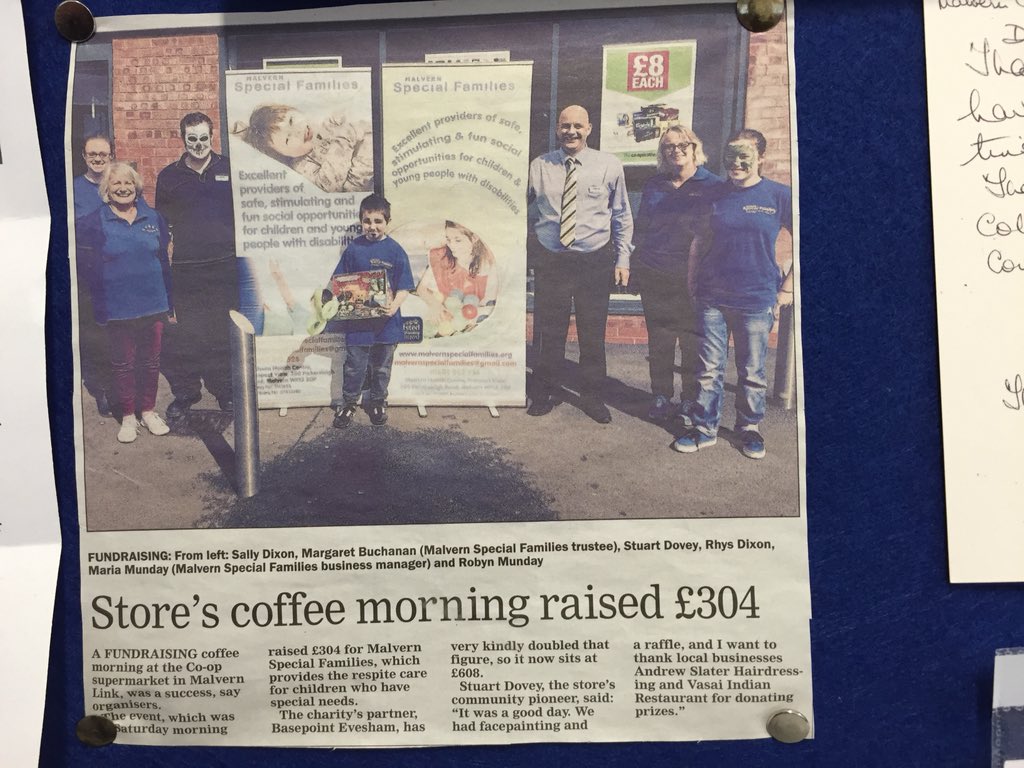 MALVERN
Special Families
Excellent
providers of
safe, stimulating and
fun social opportunities
for children and young
people with disabili
MALVERN
Special Families
Excellent providers of safe,
stimulating & fun social
opportunities for children &
young people with disabilities
www.malvernspecialfamilies.org
malvernspecialfamilies@gmail.com
£8
EACH
FUNDRAISING: From left: Sally Dixon, Margaret Buchanan (Malvern Special Families trustee), Stuart Dovey, Rhys Dixon,
Maria Munday (Malvern Special Families business manager) and Robyn Munday
Store's coffee morning raised £304
A FUNDRAISING coffee
morning at the Co-op
supermarket in Malvern
Link, was a success, say
organisers.
The event, which was
Saturday morning
raised £304 for Malvern
Special Families, which
provides the respite care
for children who have
special needs.
The charity's partner,
Basepoint Evesham, has
very kindly doubled that
figure, so it now sits at
£608.
Stuart Dovey, the store's
community pioneer, said:
"It was a good day. We
had facepainting and
a raffle, and I want to
thank local businesses
Andrew Slater Hairdress-
ing and Vasai Indian
Restaurant for donating
prizes."